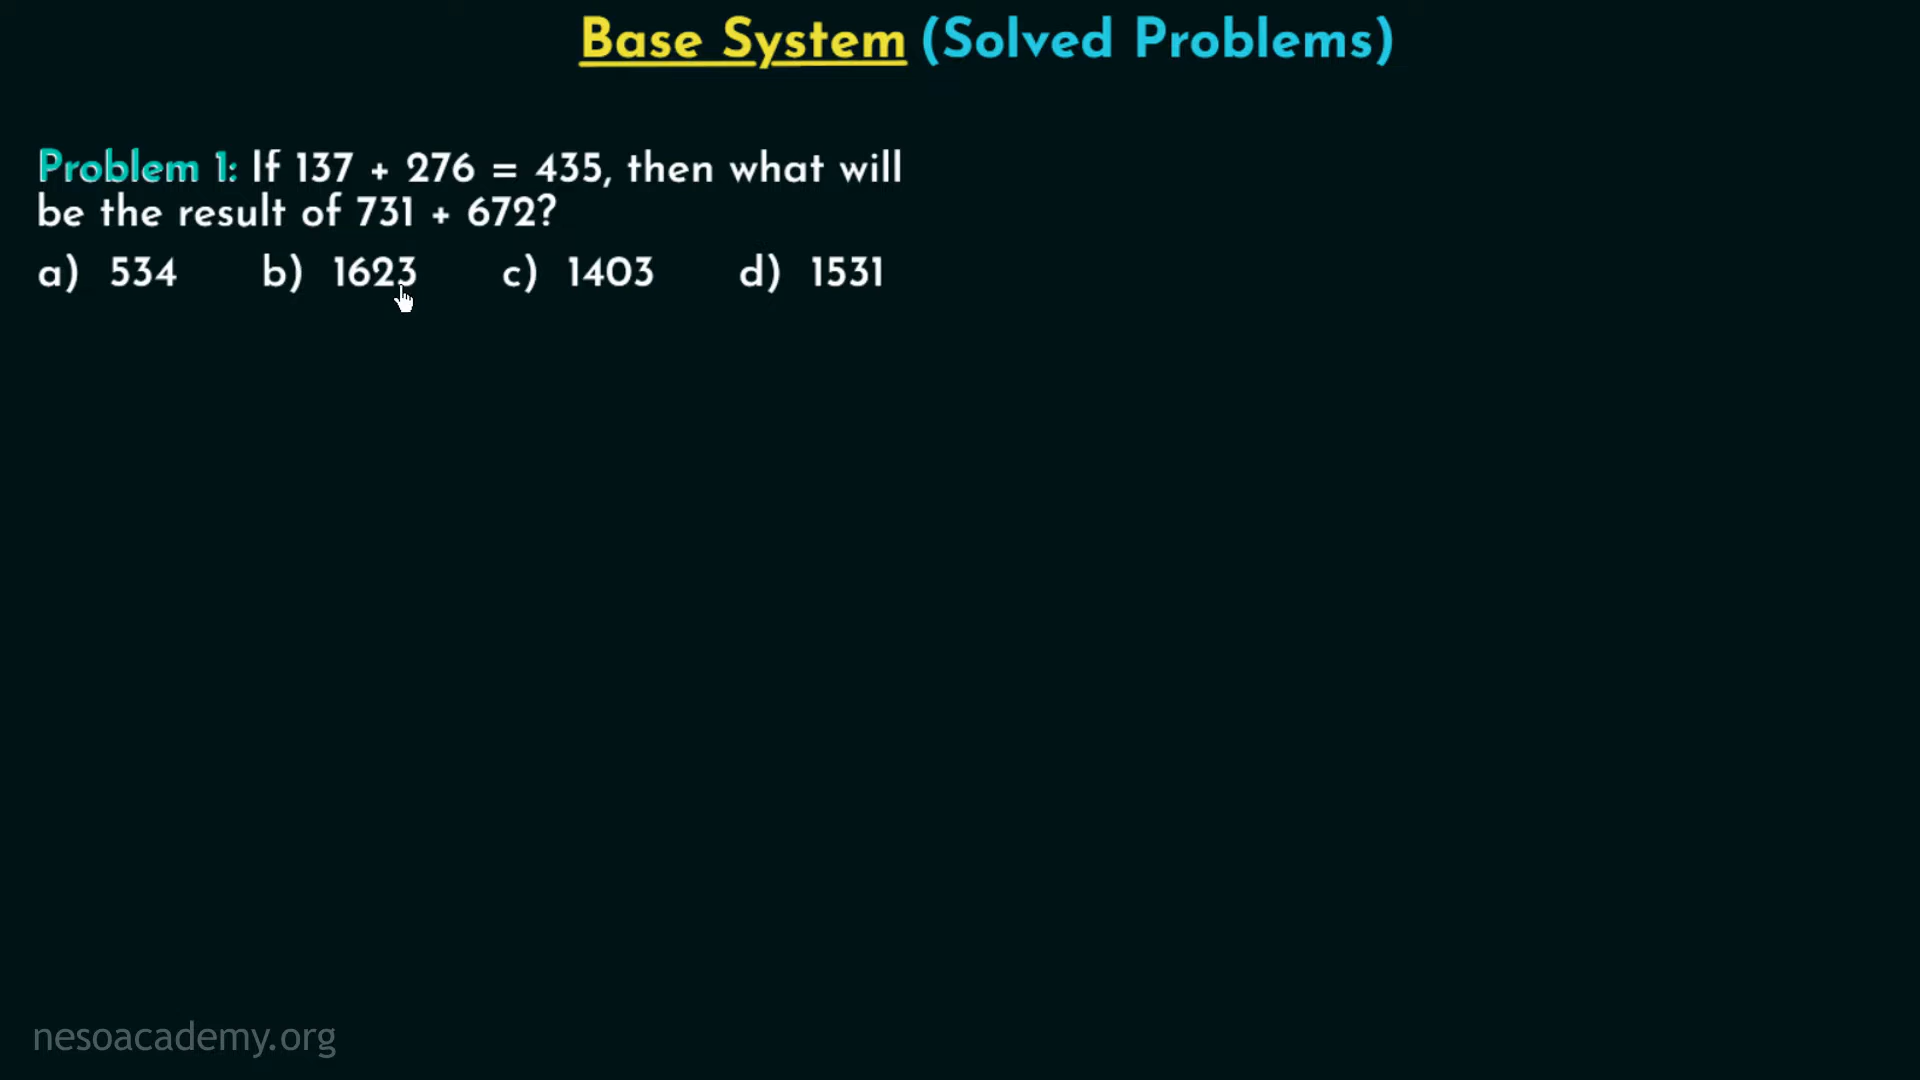 Base System (Solved Problems)
Problem 1: If 137 + 276 = 435, then what will
be the result of 731 + 672?
a) 534 b) 1623 c) 1403 d) 1531
nesoacademy.org